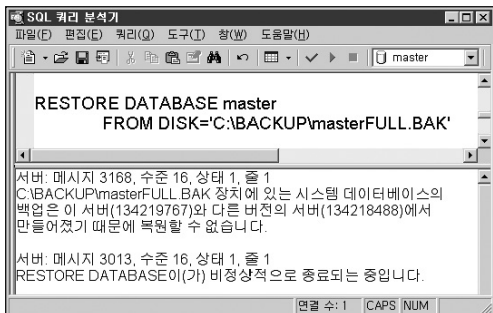 SQL 쿼리 분석기
파일(F) 편집(E) 쿼리(Q) 도구(T) 창(W) 도움말(H)
master
RESTORE DATABASE master
FROM DISK='C:\BACKUP\masterFULL.BAK'
서버: 메시지 3168, 수준 16, 상태 1, 줄 1
C:\BACKUP\masterFULL.BAK 장치에 있는 시스템 데이터베이스의
백업은 이 서버(134219767)와 다른 버전의 서버(134218488)에서
만들어졌기 때문에 복원할 수 없습니다.
서버: 메시지 3013, 수준 16, 상태 1, 줄 1
RESTORE DATABASE이(가) 비정상적으로 종료되는 중입니다.
연결 수: 1 CAPS NUM